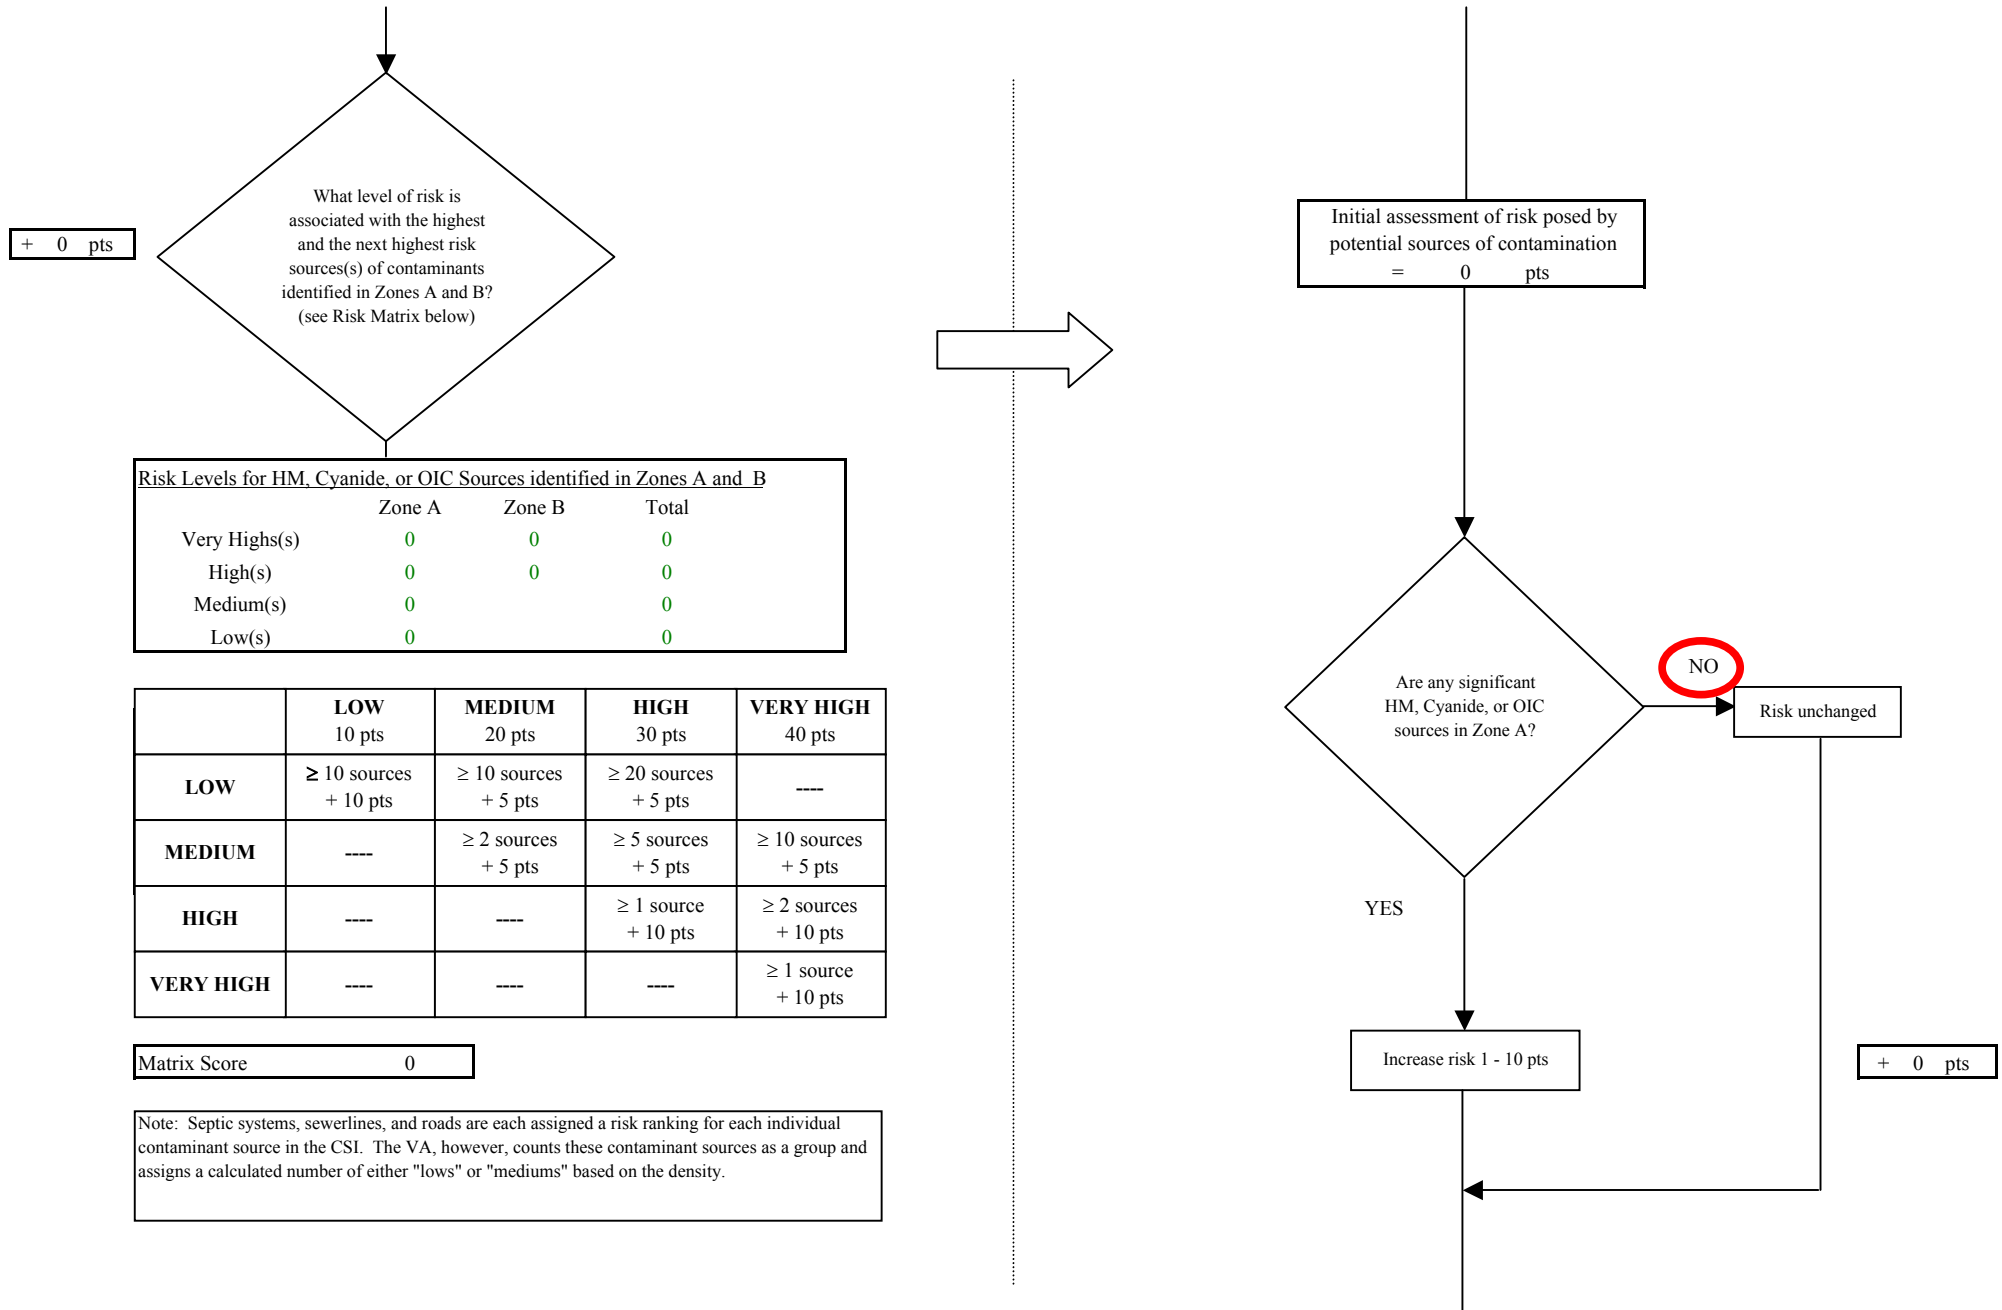 What level of risk is
associated with the highest
and the next highest risk
sources(s) of contaminants
identified in Zones A and B?
(see Risk Matrix below)
+ 0 pts
Risk Levels for HM, Cyanide, or OIC Sources identified in Zones A and B
Zone A Zone B Total
Very Highs(s) 0 0 0
High(s) 0 0 0
Medium(s) 0 0
Low(s) 0 0
LOW MEDIUM HIGH VERY HIGH
10 pts 20 pts 30 pts 40 pts
LOW ≥ 10 sources ≥ 10 sources ≥ 20 sources ----
+ 10 pts + 5 pts + 5 pts
MEDIUM ---- ≥ 2 sources ≥ 5 sources ≥ 10 sources
+ 5 pts + 5 pts + 5 pts
HIGH ---- ---- ≥ 1 source ≥ 2 sources
+ 10 pts + 10 pts
VERY HIGH ---- ---- ---- ≥ 1 source
+ 10 pts
Matrix Score 0
Note: Septic systems, sewerlines, and roads are each assigned a risk ranking for each individual
contaminant source in the CSI. The VA, however, counts these contaminant sources as a group and
assigns a calculated number of either "lows" or "mediums" based on the density.
Initial assessment of risk posed by
potential sources of contamination
= 0 pts
Are any significant
HM, Cyanide, or OIC
sources in Zone A?
NO
Risk unchanged
YES
Increase risk 1 - 10 pts
+ 0 pts